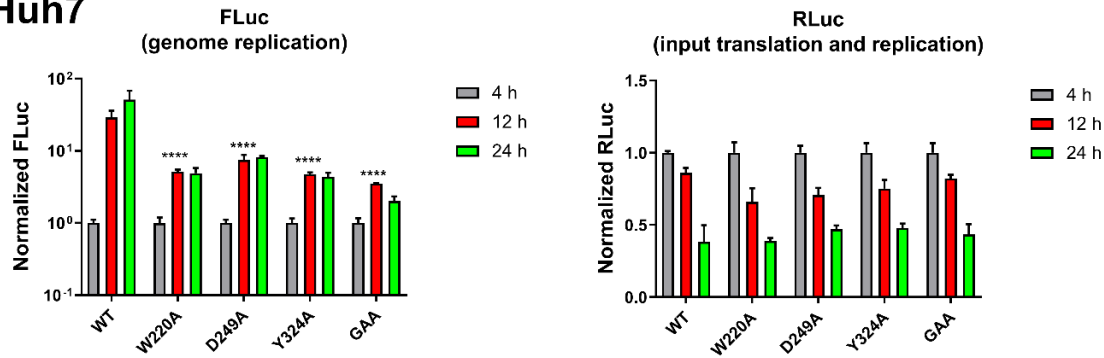 Huh7
FLuc
(genome replication)
Normalized FLuc
10²
10¹
10⁰
10⁻¹
****
****
****
****
WT
W220A
D249A
Y324A
GAA
4 h
12 h
24 h
RLuc
(input translation and replication)
Normalized RLuc
1.5
1.0
0.5
0.0
WT
W220A
D249A
Y324A
GAA
4 h
12 h
24 h